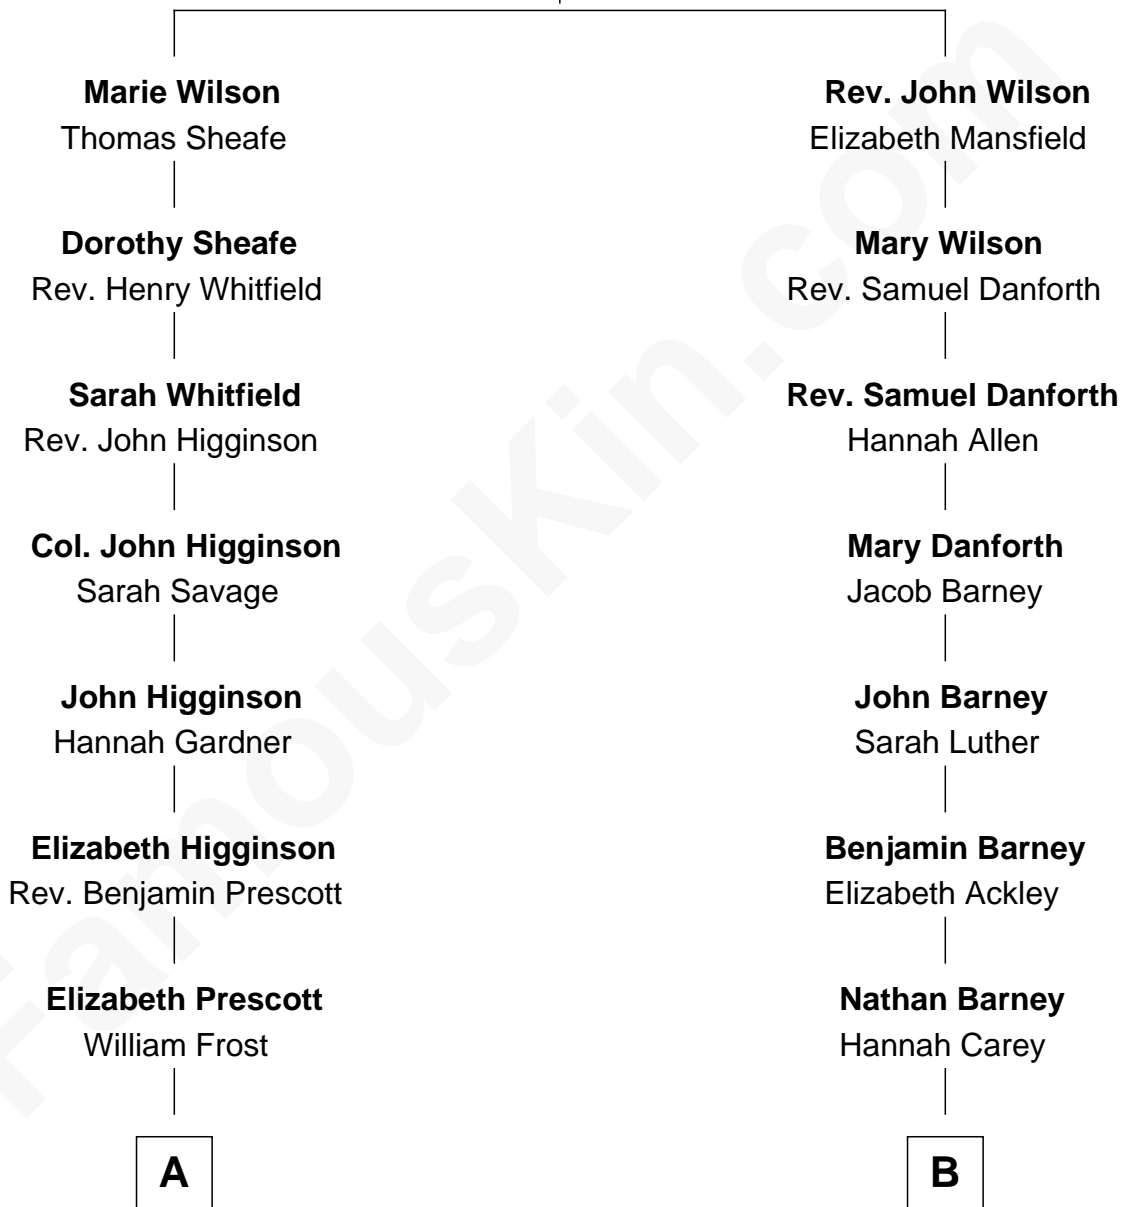 Marie Wilson
Thomas Sheafe
Dorothy Sheafe
Rev. Henry Whitfield
Sarah Whitfield
Rev. John Higginson
Col. John Higginson
Sarah Savage
John Higginson
Hannah Gardner
Elizabeth Higginson
Rev. Benjamin Prescott
Elizabeth Prescott
William Frost
A
Rev. John Wilson
Elizabeth Mansfield
Mary Wilson
Rev. Samuel Danforth
Rev. Samuel Danforth
Hannah Allen
Mary Danforth
Jacob Barney
John Barney
Sarah Luther
Benjamin Barney
Elizabeth Ackley
Nathan Barney
Hannah Carey
B
FamousKin.com